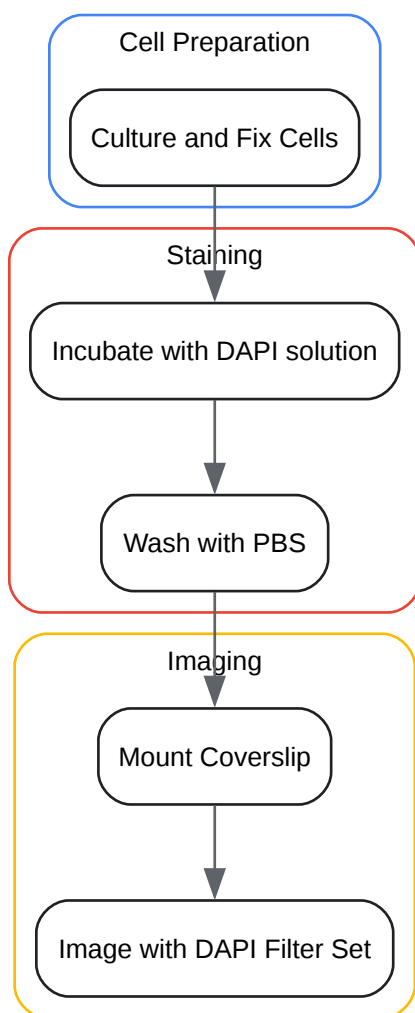 Cell Preparation
Culture and Fix Cells
Staining
Incubate with DAPI solution
Wash with PBS
Imaging
Mount Coverslip
Image with DAPI Filter Set